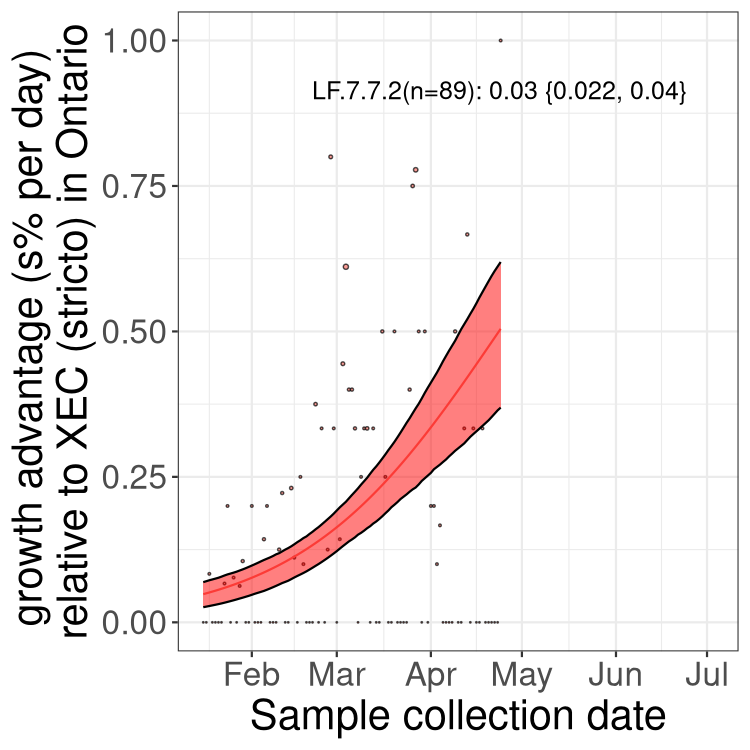 growth advantage (s% per day)
relative to XEC (stricto) in Ontario
1.00
0.75
0.50
0.25
0.00
LF.7.7.2(n=89): 0.03 {0.022, 0.04}
Feb Mar Apr May Jun Jul
Sample collection date